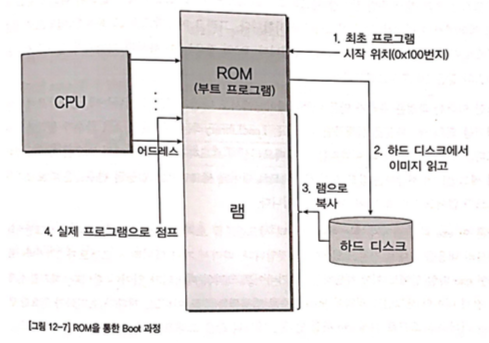 1. 최초 프로그램
시작 위치(0x100번지)
ROM
(부트 프로그램)
CPU
어드레스
2. 하드 디스크에서
이미지 읽고
3. 램으로
복사
램
4. 실제 프로그램으로 점프
하드 디스크
[그림 12-7] ROM을 통한 Boot 과정